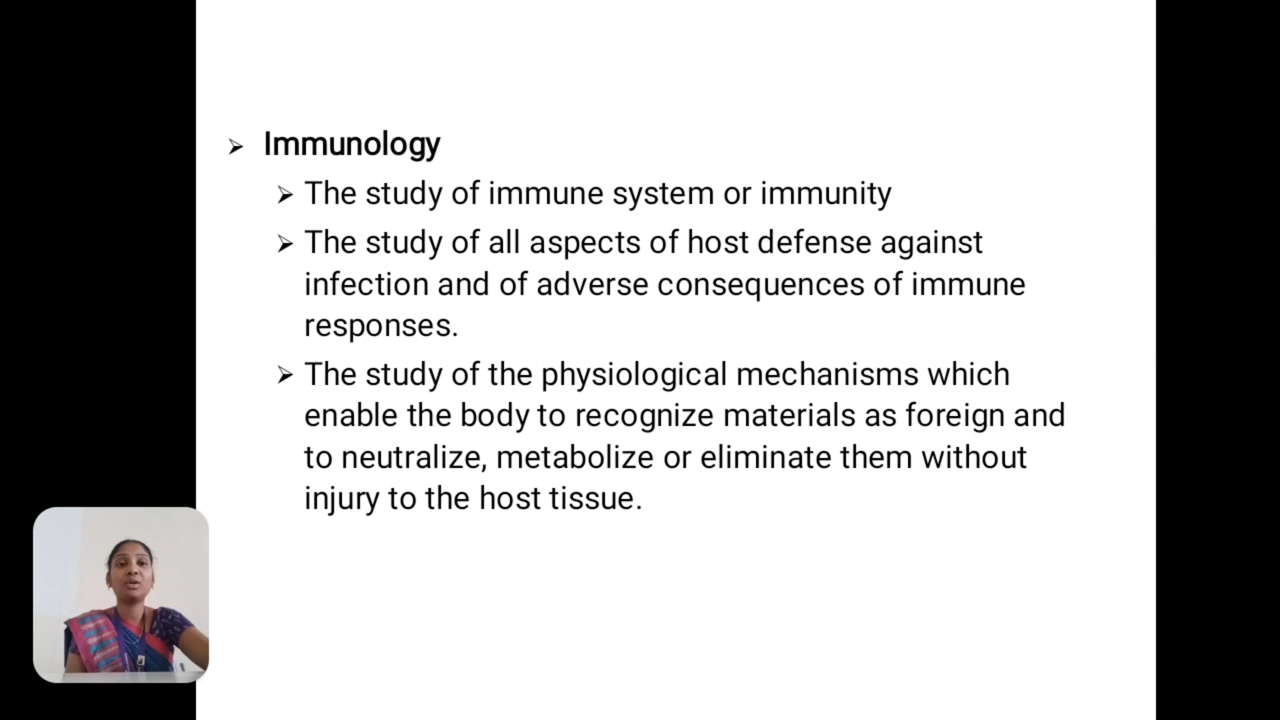 ➢ Immunology
➢ The study of immune system or immunity
➢ The study of all aspects of host defense against
infection and of adverse consequences of immune
responses.
➢ The study of the physiological mechanisms which
enable the body to recognize materials as foreign and
to neutralize, metabolize or eliminate them without
injury to the host tissue.